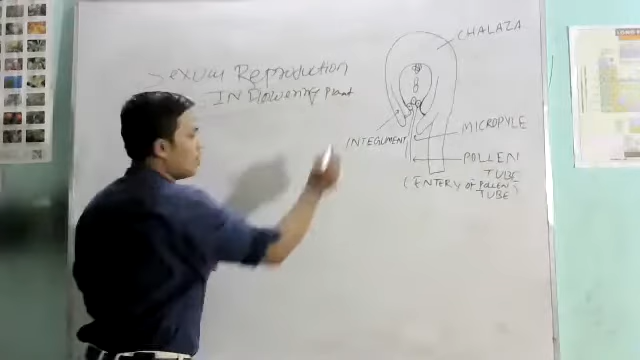 Sexual Reproduction
IN Flowering Plant
CHALAZA
INTEGUMENT
MICROPYLE
POLLEN
TUBE
(ENTERY of POLLEN
TUBE)